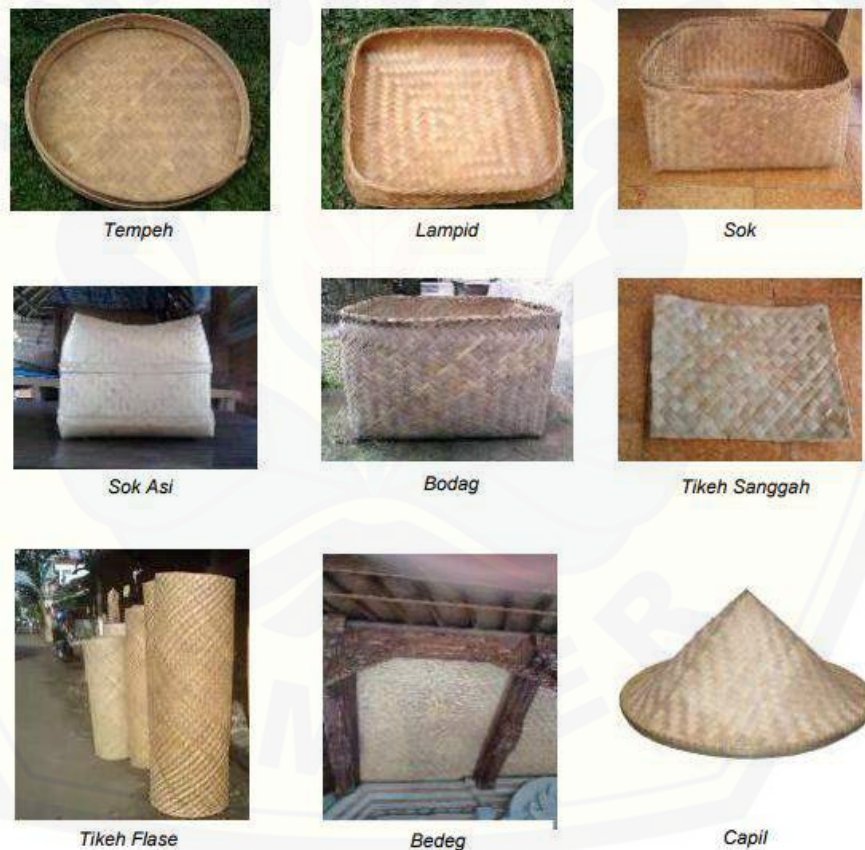 Tempeh
Lampid
Sok
Sok Asi
Bodag
Tikeh Sanggah
Tikeh Flase
Bedeg
Capil